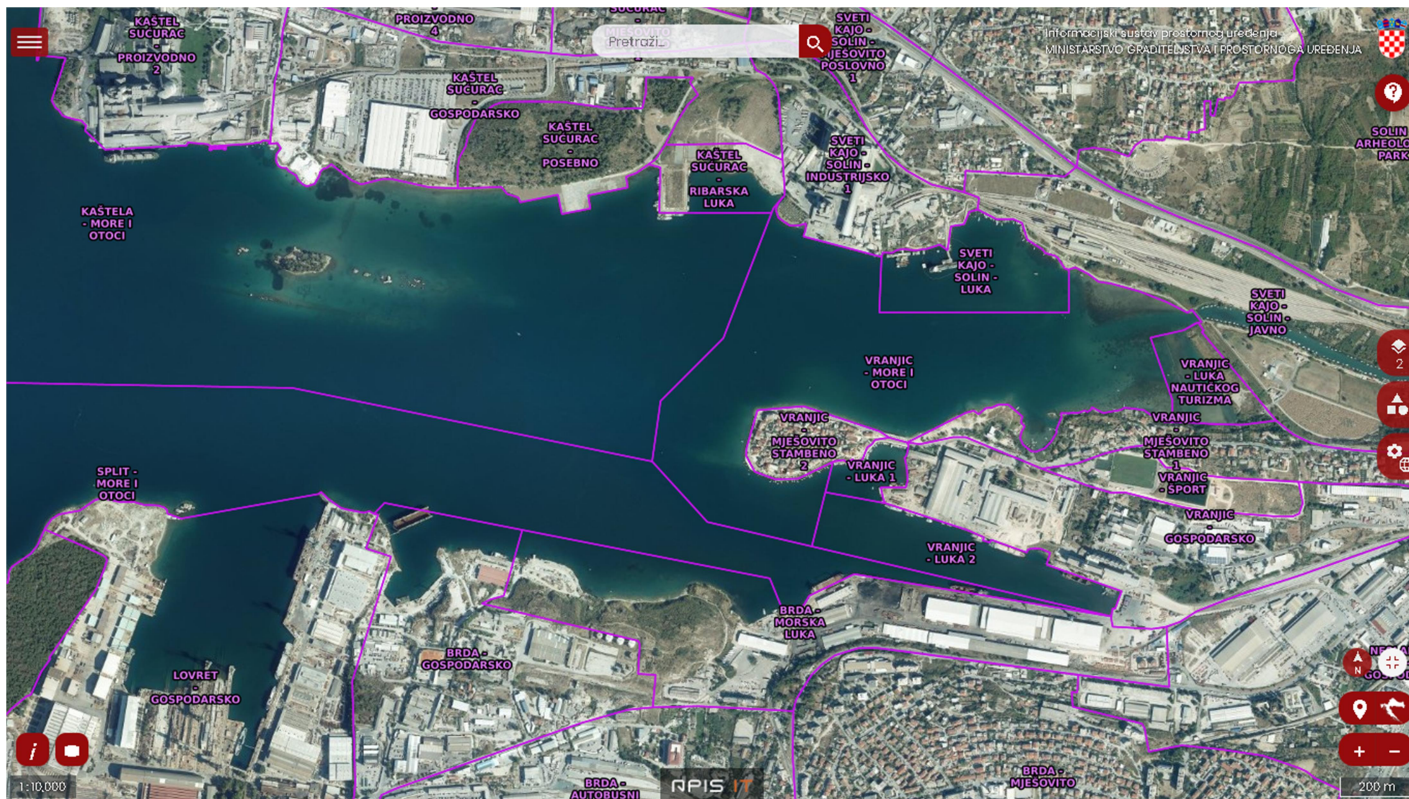 KAŠTEL
SUĆURAC
-
PROIZVODNO
2
PROIZVODNO
4
SUĆURAC
-
Pretraži...
SVETI
KAJO -
SOLIN -
MJEŠOVITO
POSLOVNO
1
Informacijski sustav prostornog uređenja
MINISTARSTVO GRADITELJSTVA I PROSTORNOGA UREĐENJA
KAŠTEL
SUĆURAC
-
GOSPODARSKO
KAŠTEL
SUĆURAC
-
POSEBNO
KAŠTEL
SUĆURAC
-
RIBARSKA
LUKA
SVETI
KAJO -
SOLIN -
INDUSTRIJSKO
1
SOLIN
ARHEOLO
PARK
KAŠTELA
- MORE I
OTOCI
SVETI
KAJO -
SOLIN -
LUKA
SVETI
KAJO -
SOLIN -
JAVNO
2
VRANJIC
- MORE I
OTOCI
VRANJIC
- LUKA
NAUTIČKOG
TURIZMA
VRANJIC
-
MJEŠOVITO
STAMBENO
2
VRANJIC
-
MJEŠOVITO
STAMBENO
1
VRANJIC
- LUKA 1
VRANJIC
- SPORT
SPLIT -
MORE I
OTOCI
VRANJIC
-
GOSPODARSKO
VRANJIC
- LUKA 2
BRDA -
MORSKA
LUKA
BRDA -
GOSPODARSKO
LOVRET
-
GOSPODARSKO
N
BRDA -
AUTOBUSNI
BRDA -
MJEŠOVITO
i
+ −
1:10,000
APIS IT
200 m